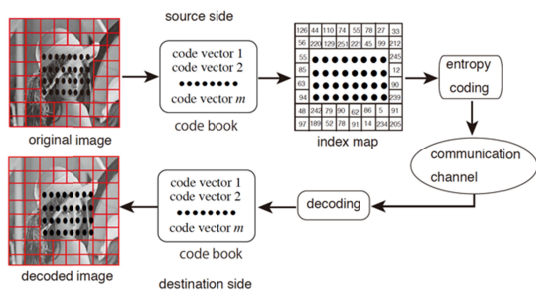 source side
code vector 1
code vector 2
code vector m
code book
original image
126 44 110 74 55 78 27 33
56 220 129 251 22 45 99 212
55 245
85 12
63 90
94 239
48 242 79 90 62 86 5 91
97 189 52 78 91 14 234 205
index map
entropy
coding
communication
channel
decoding
code vector 1
code vector 2
code vector m
code book
decoded image
destination side